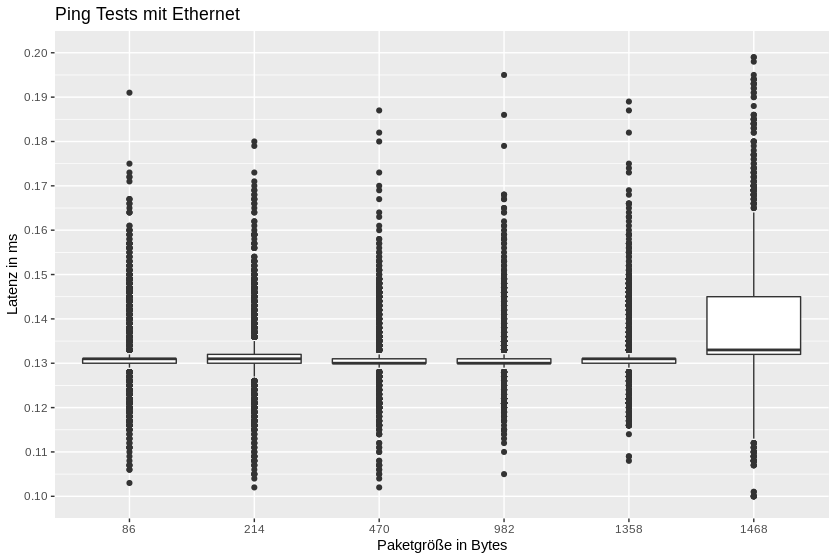 Ping Tests mit Ethernet
Latenz in ms
0.20
0.19
0.18
0.17
0.16
0.15
0.14
0.13
0.12
0.11
0.10
86 214 470 982 1358 1468
Paketgröße in Bytes